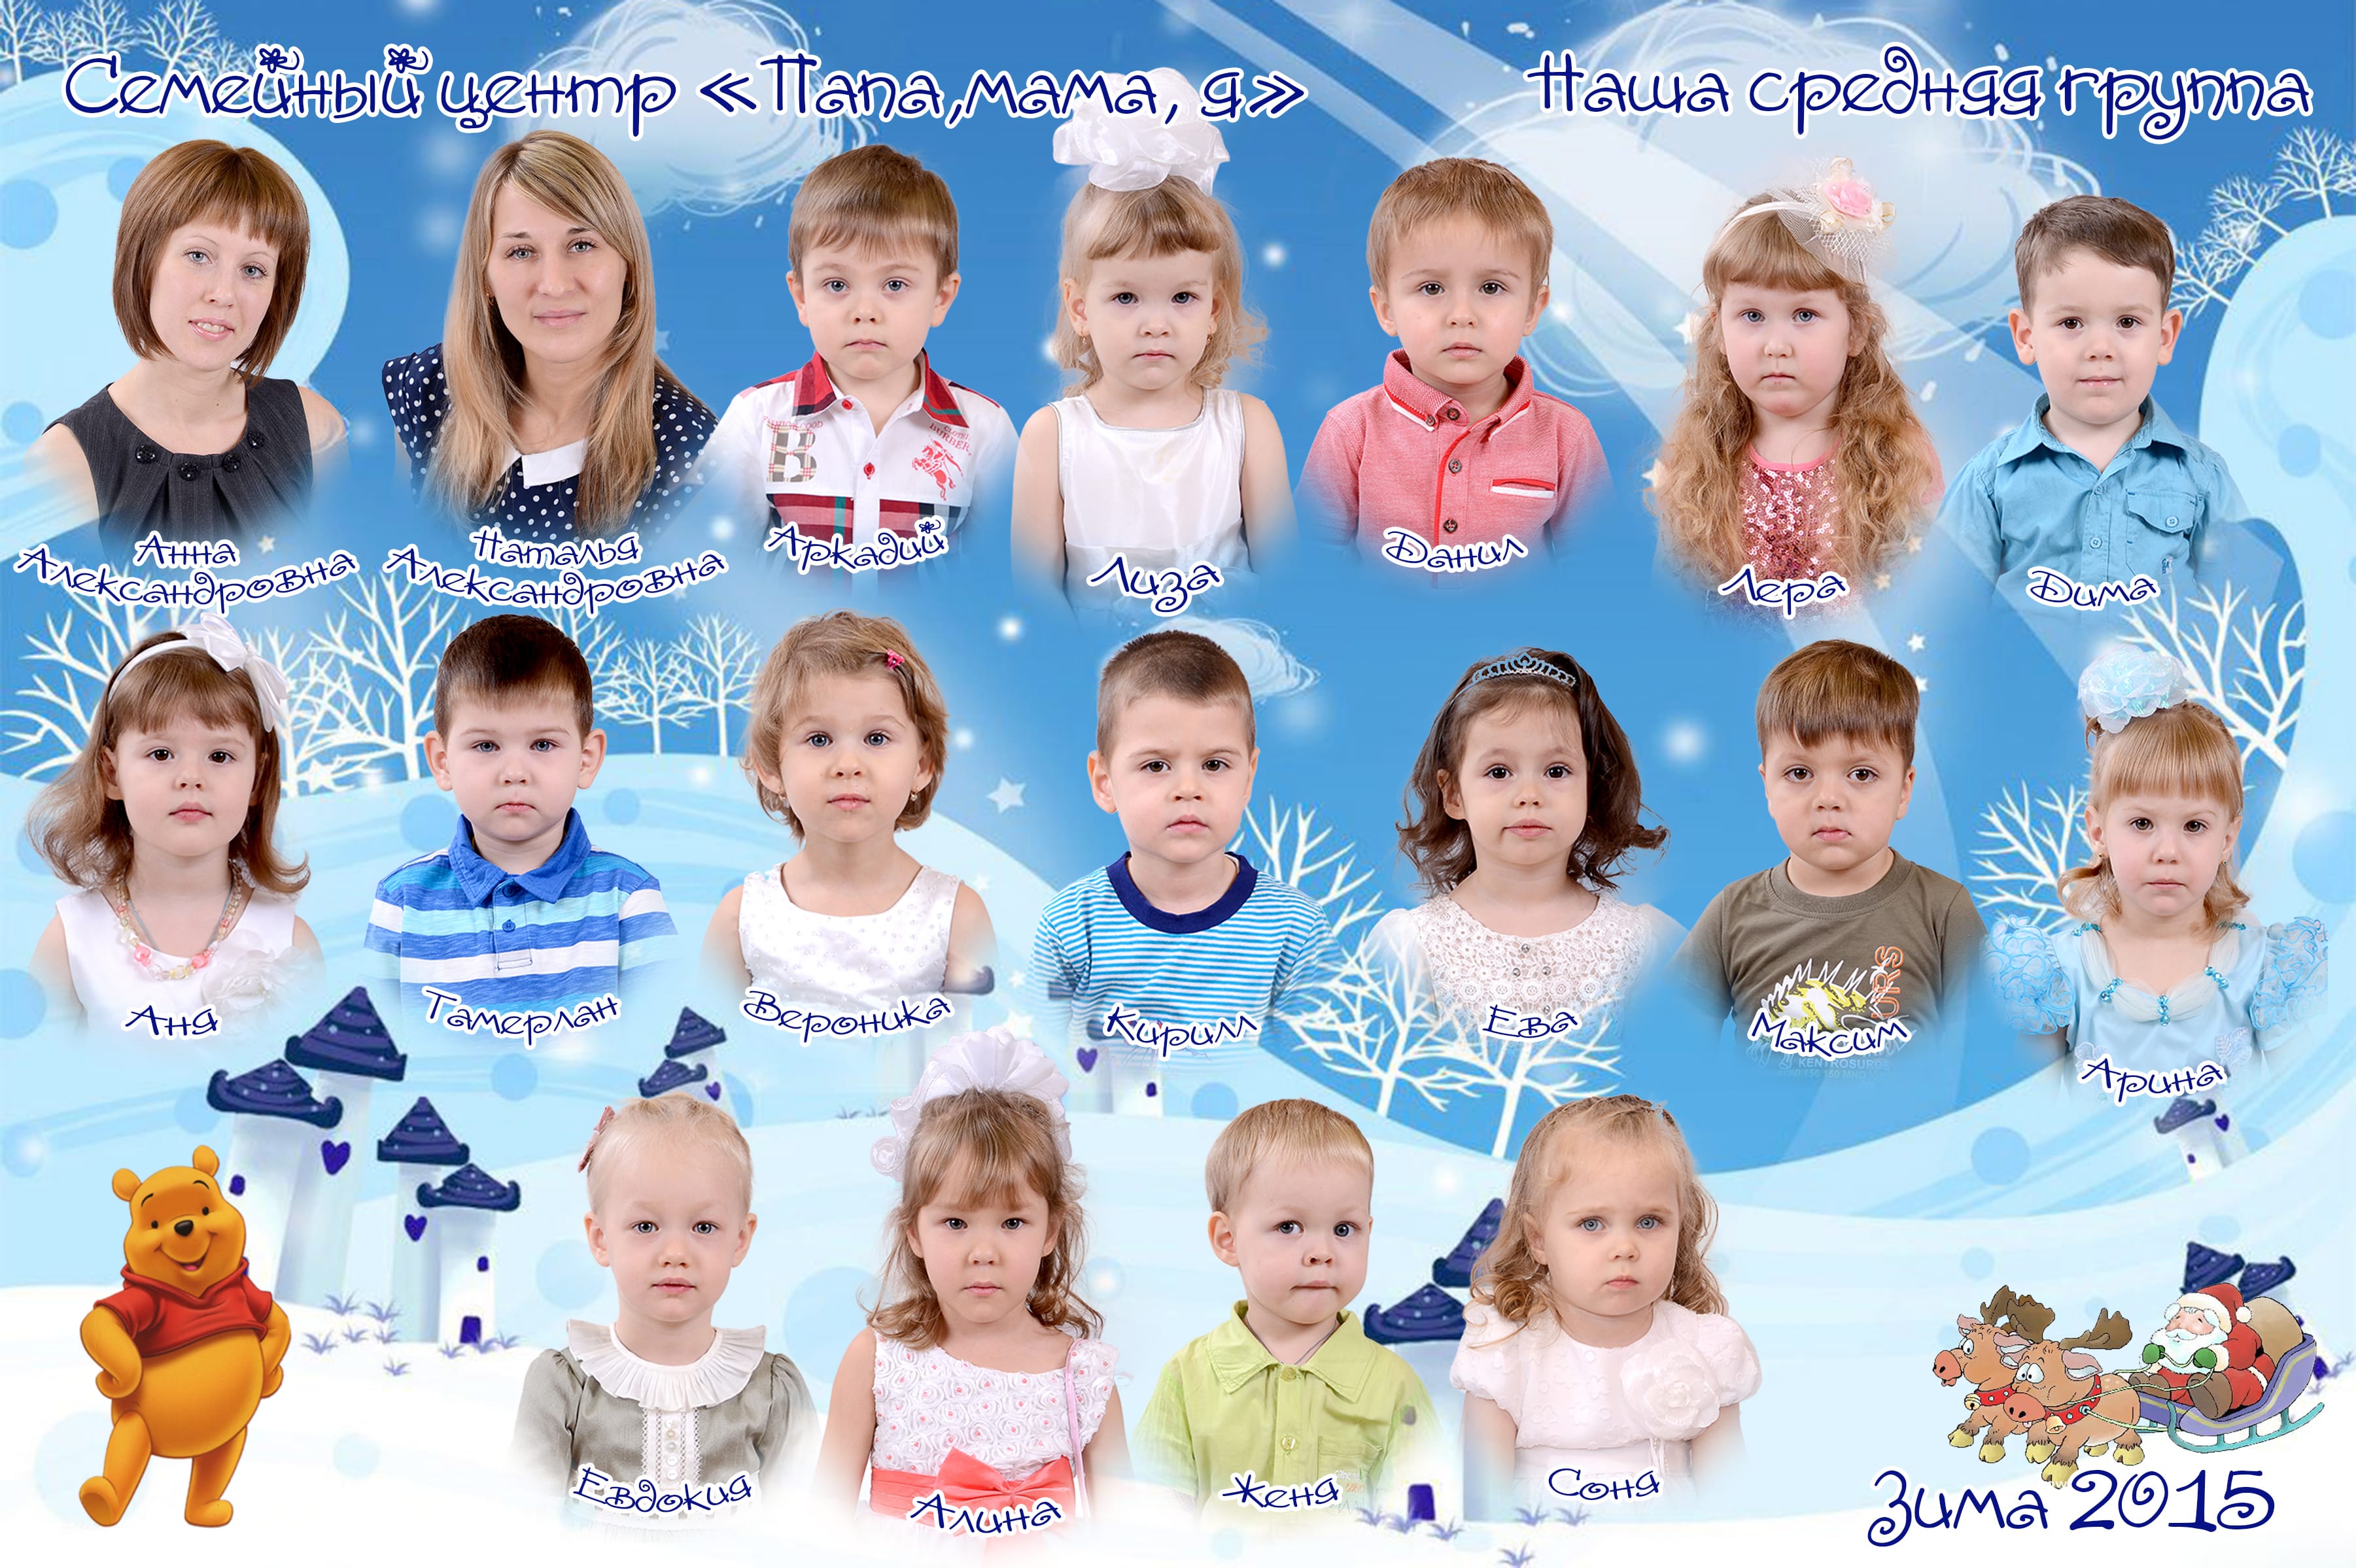 Семейный центр «Папа,мама, я»
Наша средняя группа
Анна
Александровна
Наталья
Александровна
Аркадий
Лиза
Данил
Лера
Дима
Аня
Тамерлан
Вероника
Кирилл
Ева
Максим
Арина
Евдокия
Алина
Женя
Соня
Зима 2015